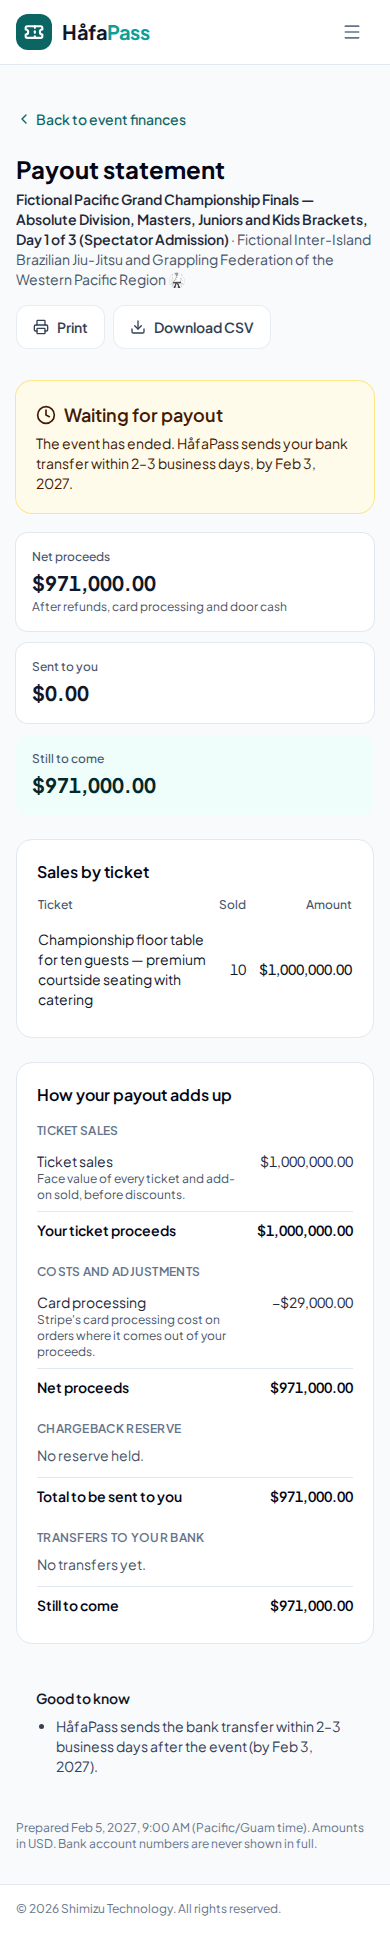 HåfaPass
Back to event finances
Payout statement
Fictional Pacific Grand Championship Finals —
Absolute Division, Masters, Juniors and Kids Brackets,
Day 1 of 3 (Spectator Admission) · Fictional Inter-Island
Brazilian Jiu-Jitsu and Grappling Federation of the
Western Pacific Region 🥋
Print
Download CSV
Waiting for payout
The event has ended. HåfaPass sends your bank
transfer within 2–3 business days, by Feb 3,
2027.
Net proceeds
$971,000.00
After refunds, card processing and door cash
Sent to you
$0.00
Still to come
$971,000.00
Sales by ticket
Ticket Sold Amount
Championship floor table
for ten guests — premium
courtside seating with
catering
10 $1,000,000.00
How your payout adds up
TICKET SALES
Ticket sales $1,000,000.00
Face value of every ticket and add-
on sold, before discounts.
Your ticket proceeds $1,000,000.00
COSTS AND ADJUSTMENTS
Card processing –$29,000.00
Stripe's card processing cost on
orders where it comes out of your
proceeds.
Net proceeds $971,000.00
CHARGEBACK RESERVE
No reserve held.
Total to be sent to you $971,000.00
TRANSFERS TO YOUR BANK
No transfers yet.
Still to come $971,000.00
Good to know
• HåfaPass sends the bank transfer within 2–3
business days after the event (by Feb 3,
2027).
Prepared Feb 5, 2027, 9:00 AM (Pacific/Guam time). Amounts
in USD. Bank account numbers are never shown in full.
© 2026 Shimizu Technology. All rights reserved.